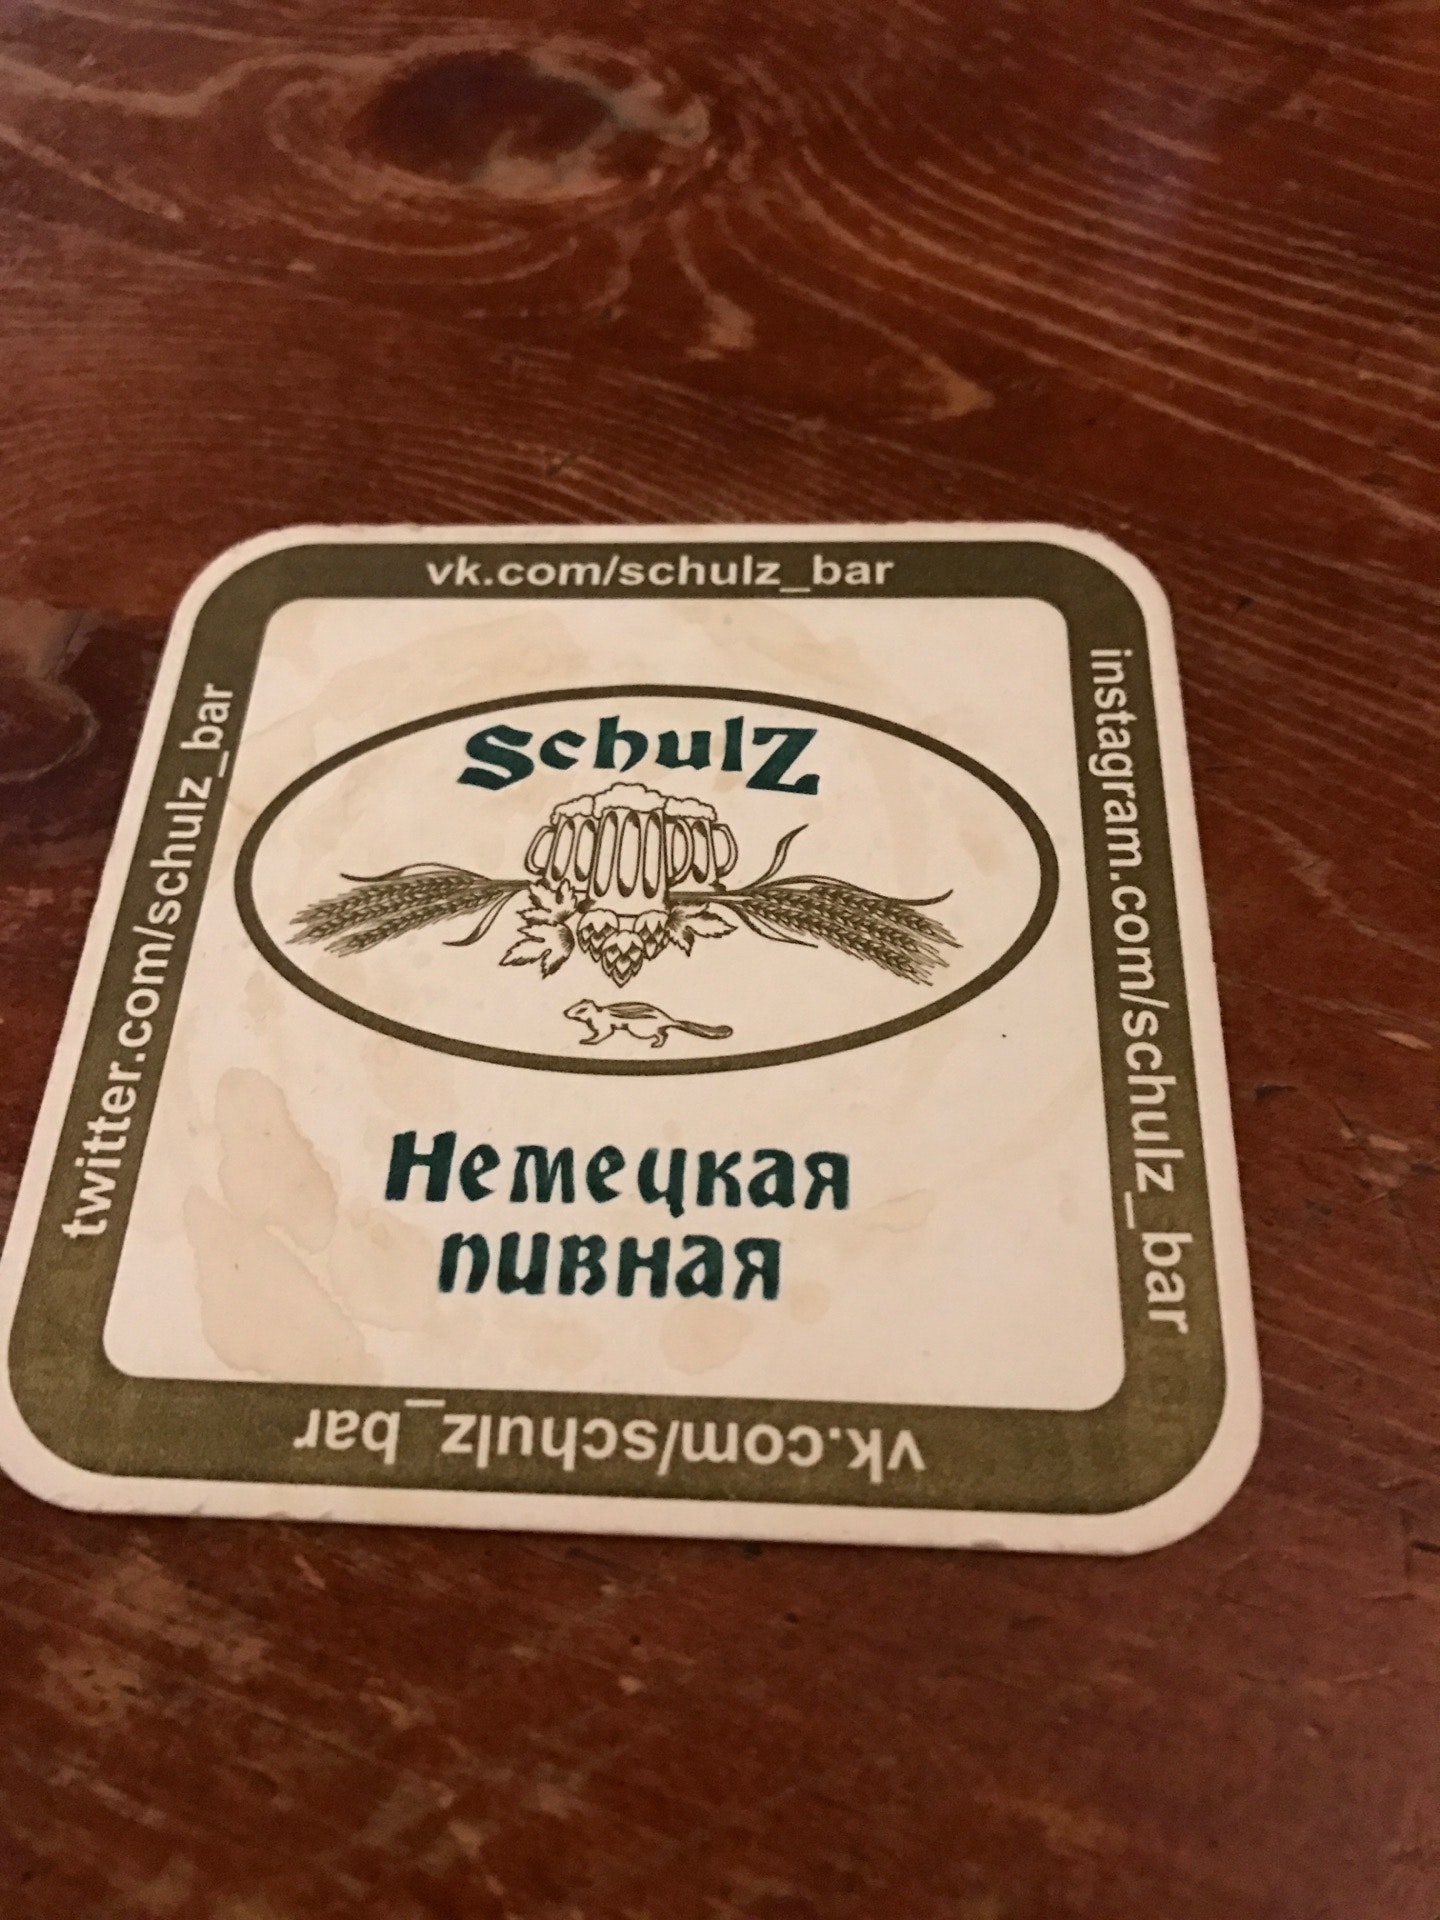 vk.com/schulz_bar
twitter.com/schulz_bar
instagram.com/schulz_bar
Schulz
Немецкая
пивная
vk.com/schulz_bar